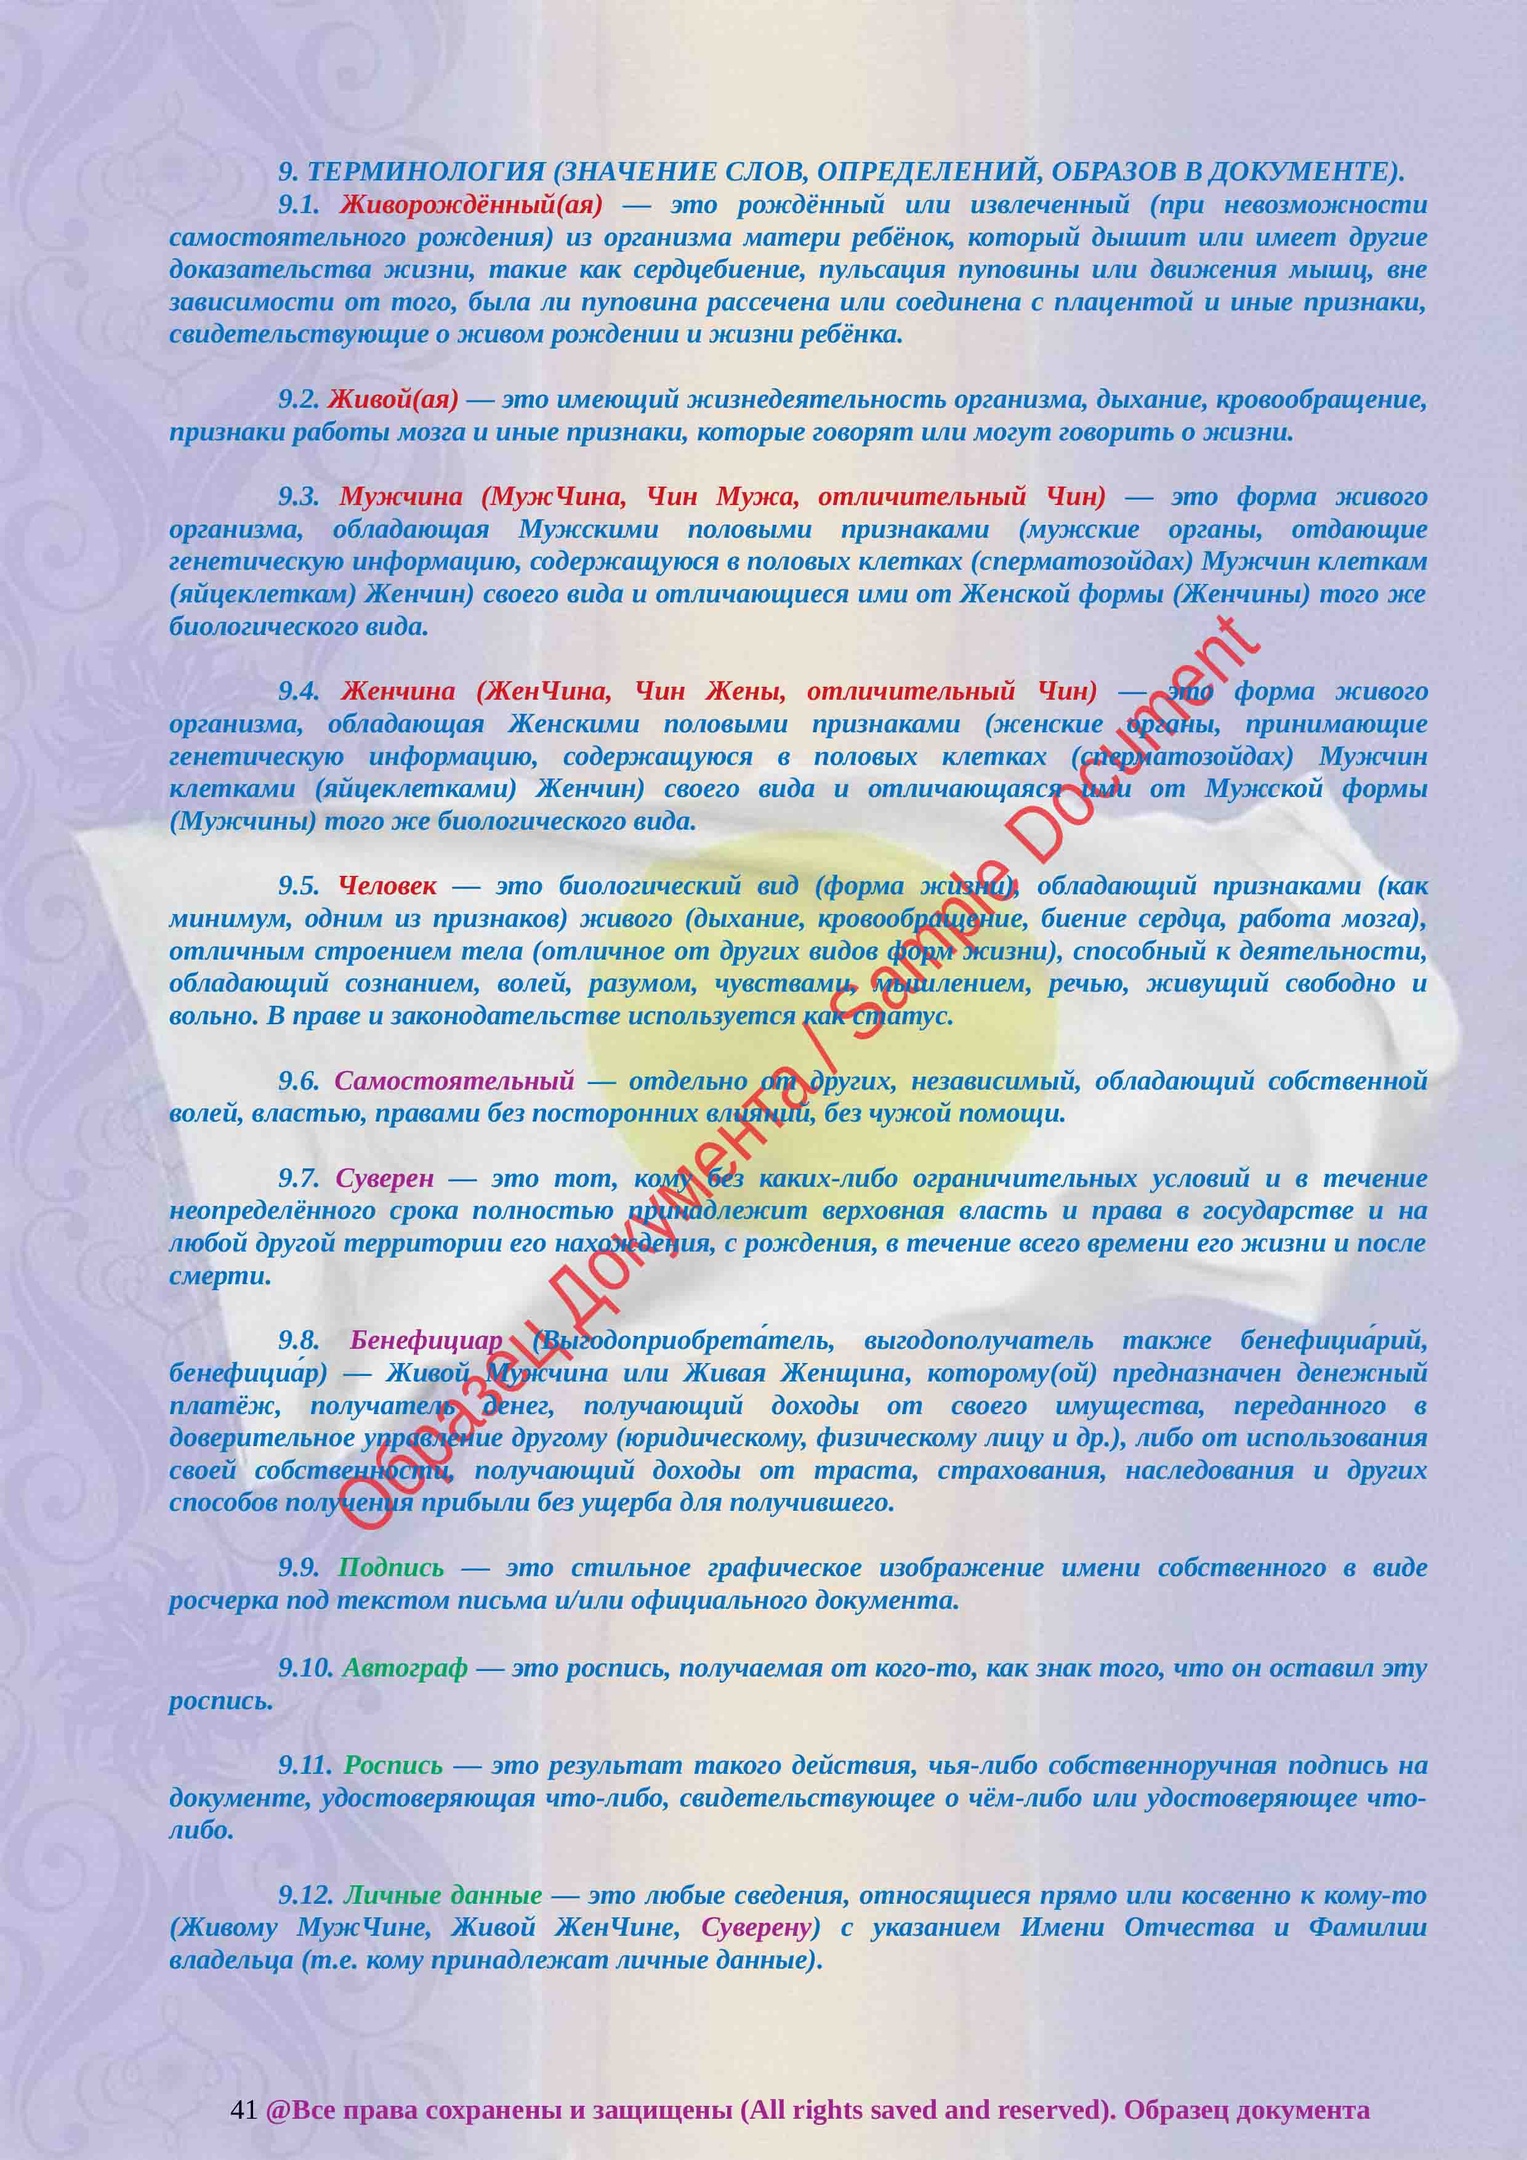 9. ТЕРМИНОЛОГИЯ (ЗНАЧЕНИЕ СЛОВ, ОПРЕДЕЛЕНИЙ, ОБРАЗОВ В ДОКУМЕНТЕ).
9.1. Живорождённый(ая) — это рождённый или извлеченный (при невозможности
самостоятельного рождения) из организма матери ребёнок, который дышит или имеет другие
доказательства жизни, такие как сердцебиение, пульсация пуповины или движения мышц, вне
зависимости от того, была ли пуповина рассечена или соединена с плацентой и иные признаки,
свидетельствующие о живом рождении и жизни ребёнка.
9.2. Живой(ая) — это имеющий жизнедеятельность организма, дыхание, кровообращение,
признаки работы мозга и иные признаки, которые говорят или могут говорить о жизни.
9.3. Мужчина (МужЧина, Чин Мужа, отличительный Чин) — это форма живого
организма, обладающая Мужскими половыми признаками (мужские органы, отдающие
генетическую информацию, содержащуюся в половых клетках (сперматозойдах) Мужчин клеткам
(яйцеклеткам) Женчин) своего вида и отличающиеся ими от Женской формы (Женчины) того же
биологического вида.
9.4. Женчина (ЖенЧина, Чин Жены, отличительный Чин) — это форма живого
организма, обладающая Женскими половыми признаками (женские органы, принимающие
генетическую информацию, содержащуюся в половых клетках (сперматозойдах) Мужчин
клетками (яйцеклетками) Женчин) своего вида и отличающаяся ими от Мужской формы
(Мужчины) того же биологического вида.
9.5. Человек — это биологический вид (форма жизни), обладающий признаками (как
минимум, одним из признаков) живого (дыхание, кровообращение, биение сердца, работа мозга),
отличным строением тела (отличное от других видов форм жизни), способный к деятельности,
обладающий сознанием, волей, разумом, чувствами, мышлением, речью, живущий свободно и
вольно. В праве и законодательстве используется как статус.
9.6. Самостоятельный — отдельно от других, независимый, обладающий собственной
волей, властью, правами без посторонних влияний, без чужой помощи.
9.7. Суверен — это тот, кому без каких-либо ограничительных условий и в течение
неопределённого срока полностью принадлежит верховная власть и права в государстве и на
любой другой территории его нахождения, с рождения, в течение всего времени его жизни и после
смерти.
9.8. Бенефициар (Выгодоприобрета́тель, выгодополучатель также бенефициа́рий,
бенефициа́р) — Живой Мужчина или Живая Женщина, которому(ой) предназначен денежный
платёж, получатель денег, получающий доходы от своего имущества, переданного в
доверительное управление другому (юридическому, физическому лицу и др.), либо от использования
своей собственности, получающий доходы от траста, страхования, наследования и других
способов получения прибыли без ущерба для получившего.
9.9. Подпись — это стильное графическое изображение имени собственного в виде
росчерка под текстом письма и/или официального документа.
9.10. Автограф — это роспись, получаемая от кого-то, как знак того, что он оставил эту
роспись.
9.11. Роспись — это результат такого действия, чья-либо собственноручная подпись на
документе, удостоверяющая что-либо, свидетельствующее о чём-либо или удостоверяющее что-
либо.
9.12. Личные данные — это любые сведения, относящиеся прямо или косвенно к кому-то
(Живому МужЧине, Живой ЖенЧине, Суверену) с указанием Имени Отчества и Фамилии
владельца (т.е. кому принадлежат личные данные).
Образец Документа / Sample Document
41 @Все права сохранены и защищены (All rights saved and reserved). Образец документа